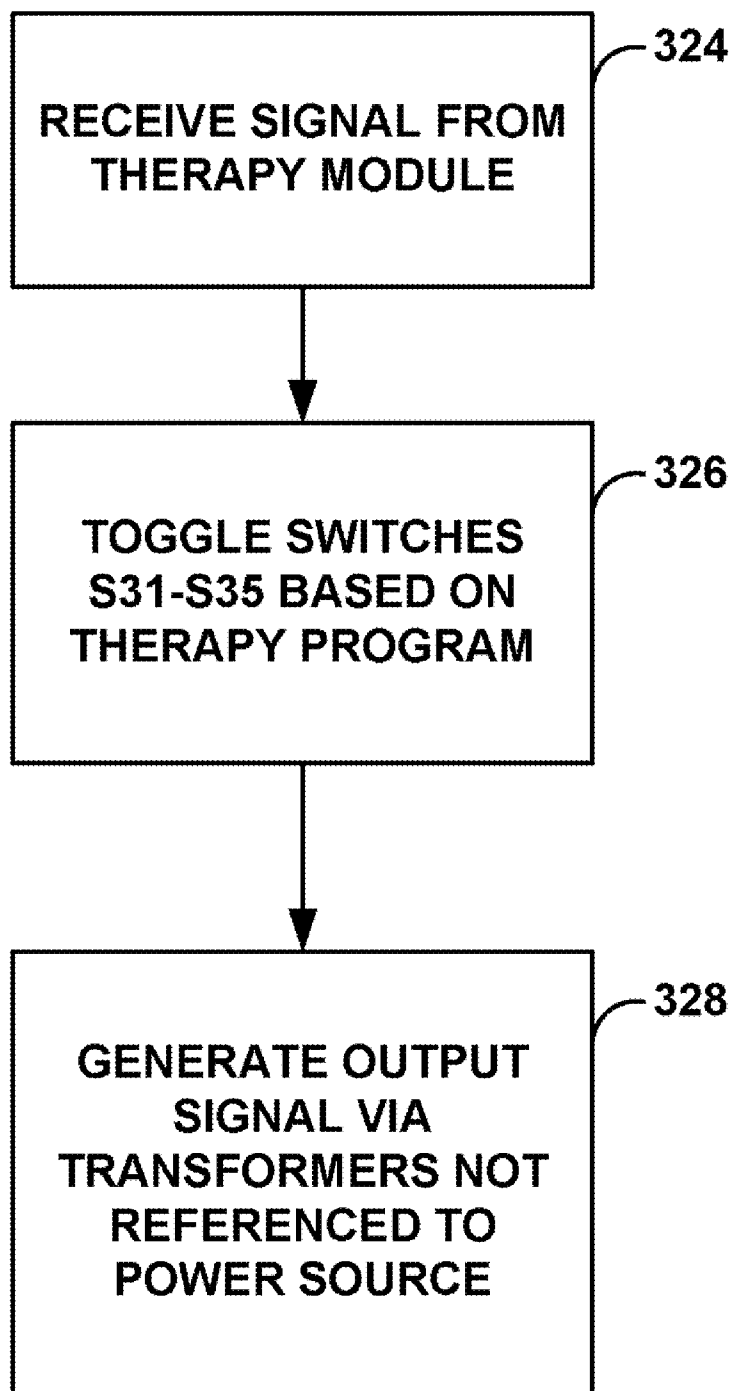 324
RECEIVE SIGNAL FROM
THERAPY MODULE
326
TOGGLE SWITCHES
S31-S35 BASED ON
THERAPY PROGRAM
328
GENERATE OUTPUT
SIGNAL VIA
TRANSFORMERS NOT
REFERENCED TO
POWER SOURCE